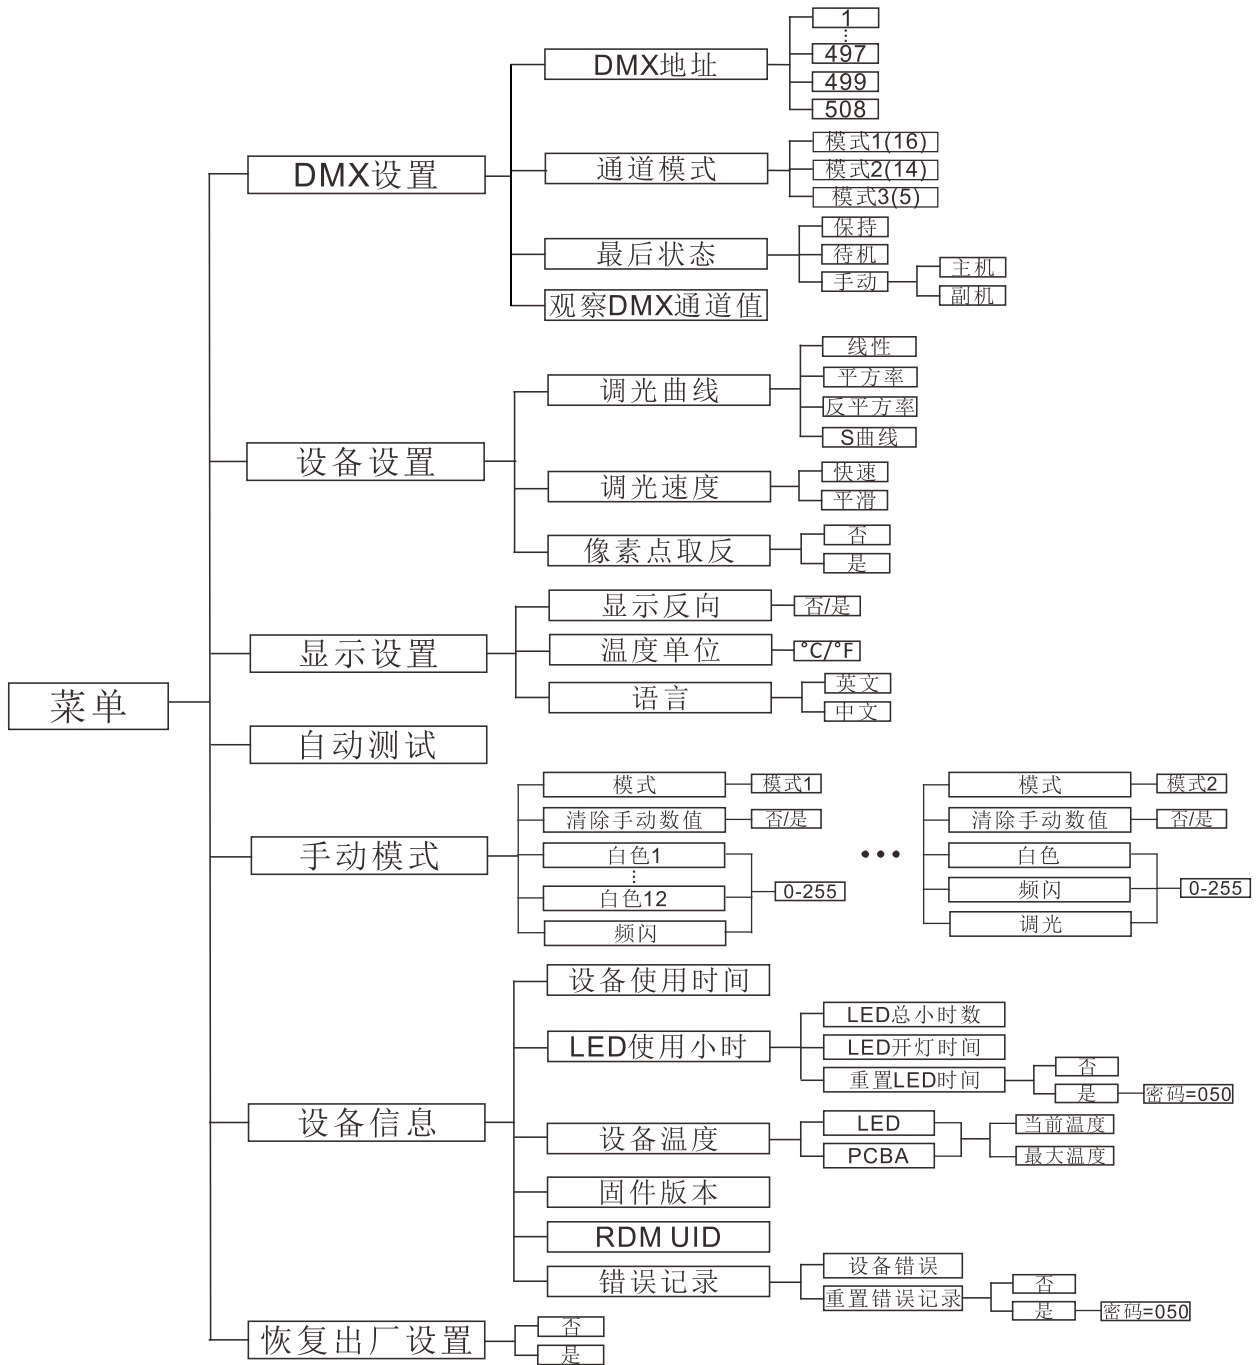 菜单
DMX设置
DMX地址
1
⋮
497
499
508
通道模式
模式1(16)
模式2(14)
模式3(5)
最后状态
保持
待机
手动
主机
副机
观察DMX通道值
设备设置
调光曲线
线性
平方率
反平方率
S曲线
调光速度
快速
平滑
像素点取反
否
是
显示设置
显示反向
否/是
温度单位
°C/°F
语言
英文
中文
自动测试
手动模式
模式
模式1
清除手动数值
否/是
白色1
⋮
白色12
频闪
0-255
•••
模式
模式2
清除手动数值
否/是
白色
频闪
调光
0-255
设备信息
设备使用时间
LED使用小时
LED总小时数
LED开灯时间
重置LED时间
否
是
密码=050
设备温度
LED
PCBA
当前温度
最大温度
固件版本
RDM UID
错误记录
设备错误
重置错误记录
否
是
密码=050
恢复出厂设置
否
是